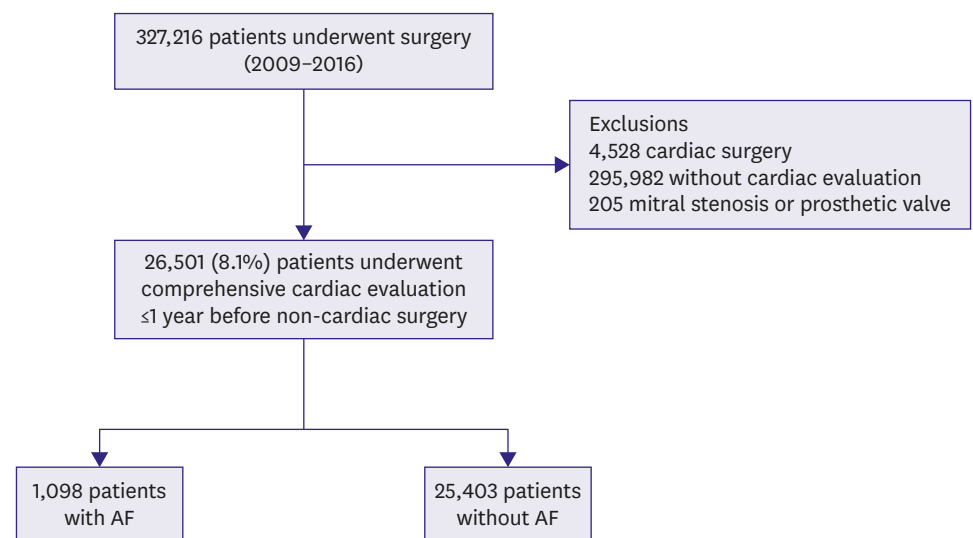 327,216 patients underwent surgery
(2009–2016)
Exclusions
4,528 cardiac surgery
295,982 without cardiac evaluation
205 mitral stenosis or prosthetic valve
26,501 (8.1%) patients underwent
comprehensive cardiac evaluation
≤1 year before non-cardiac surgery
1,098 patients
with AF
25,403 patients
without AF